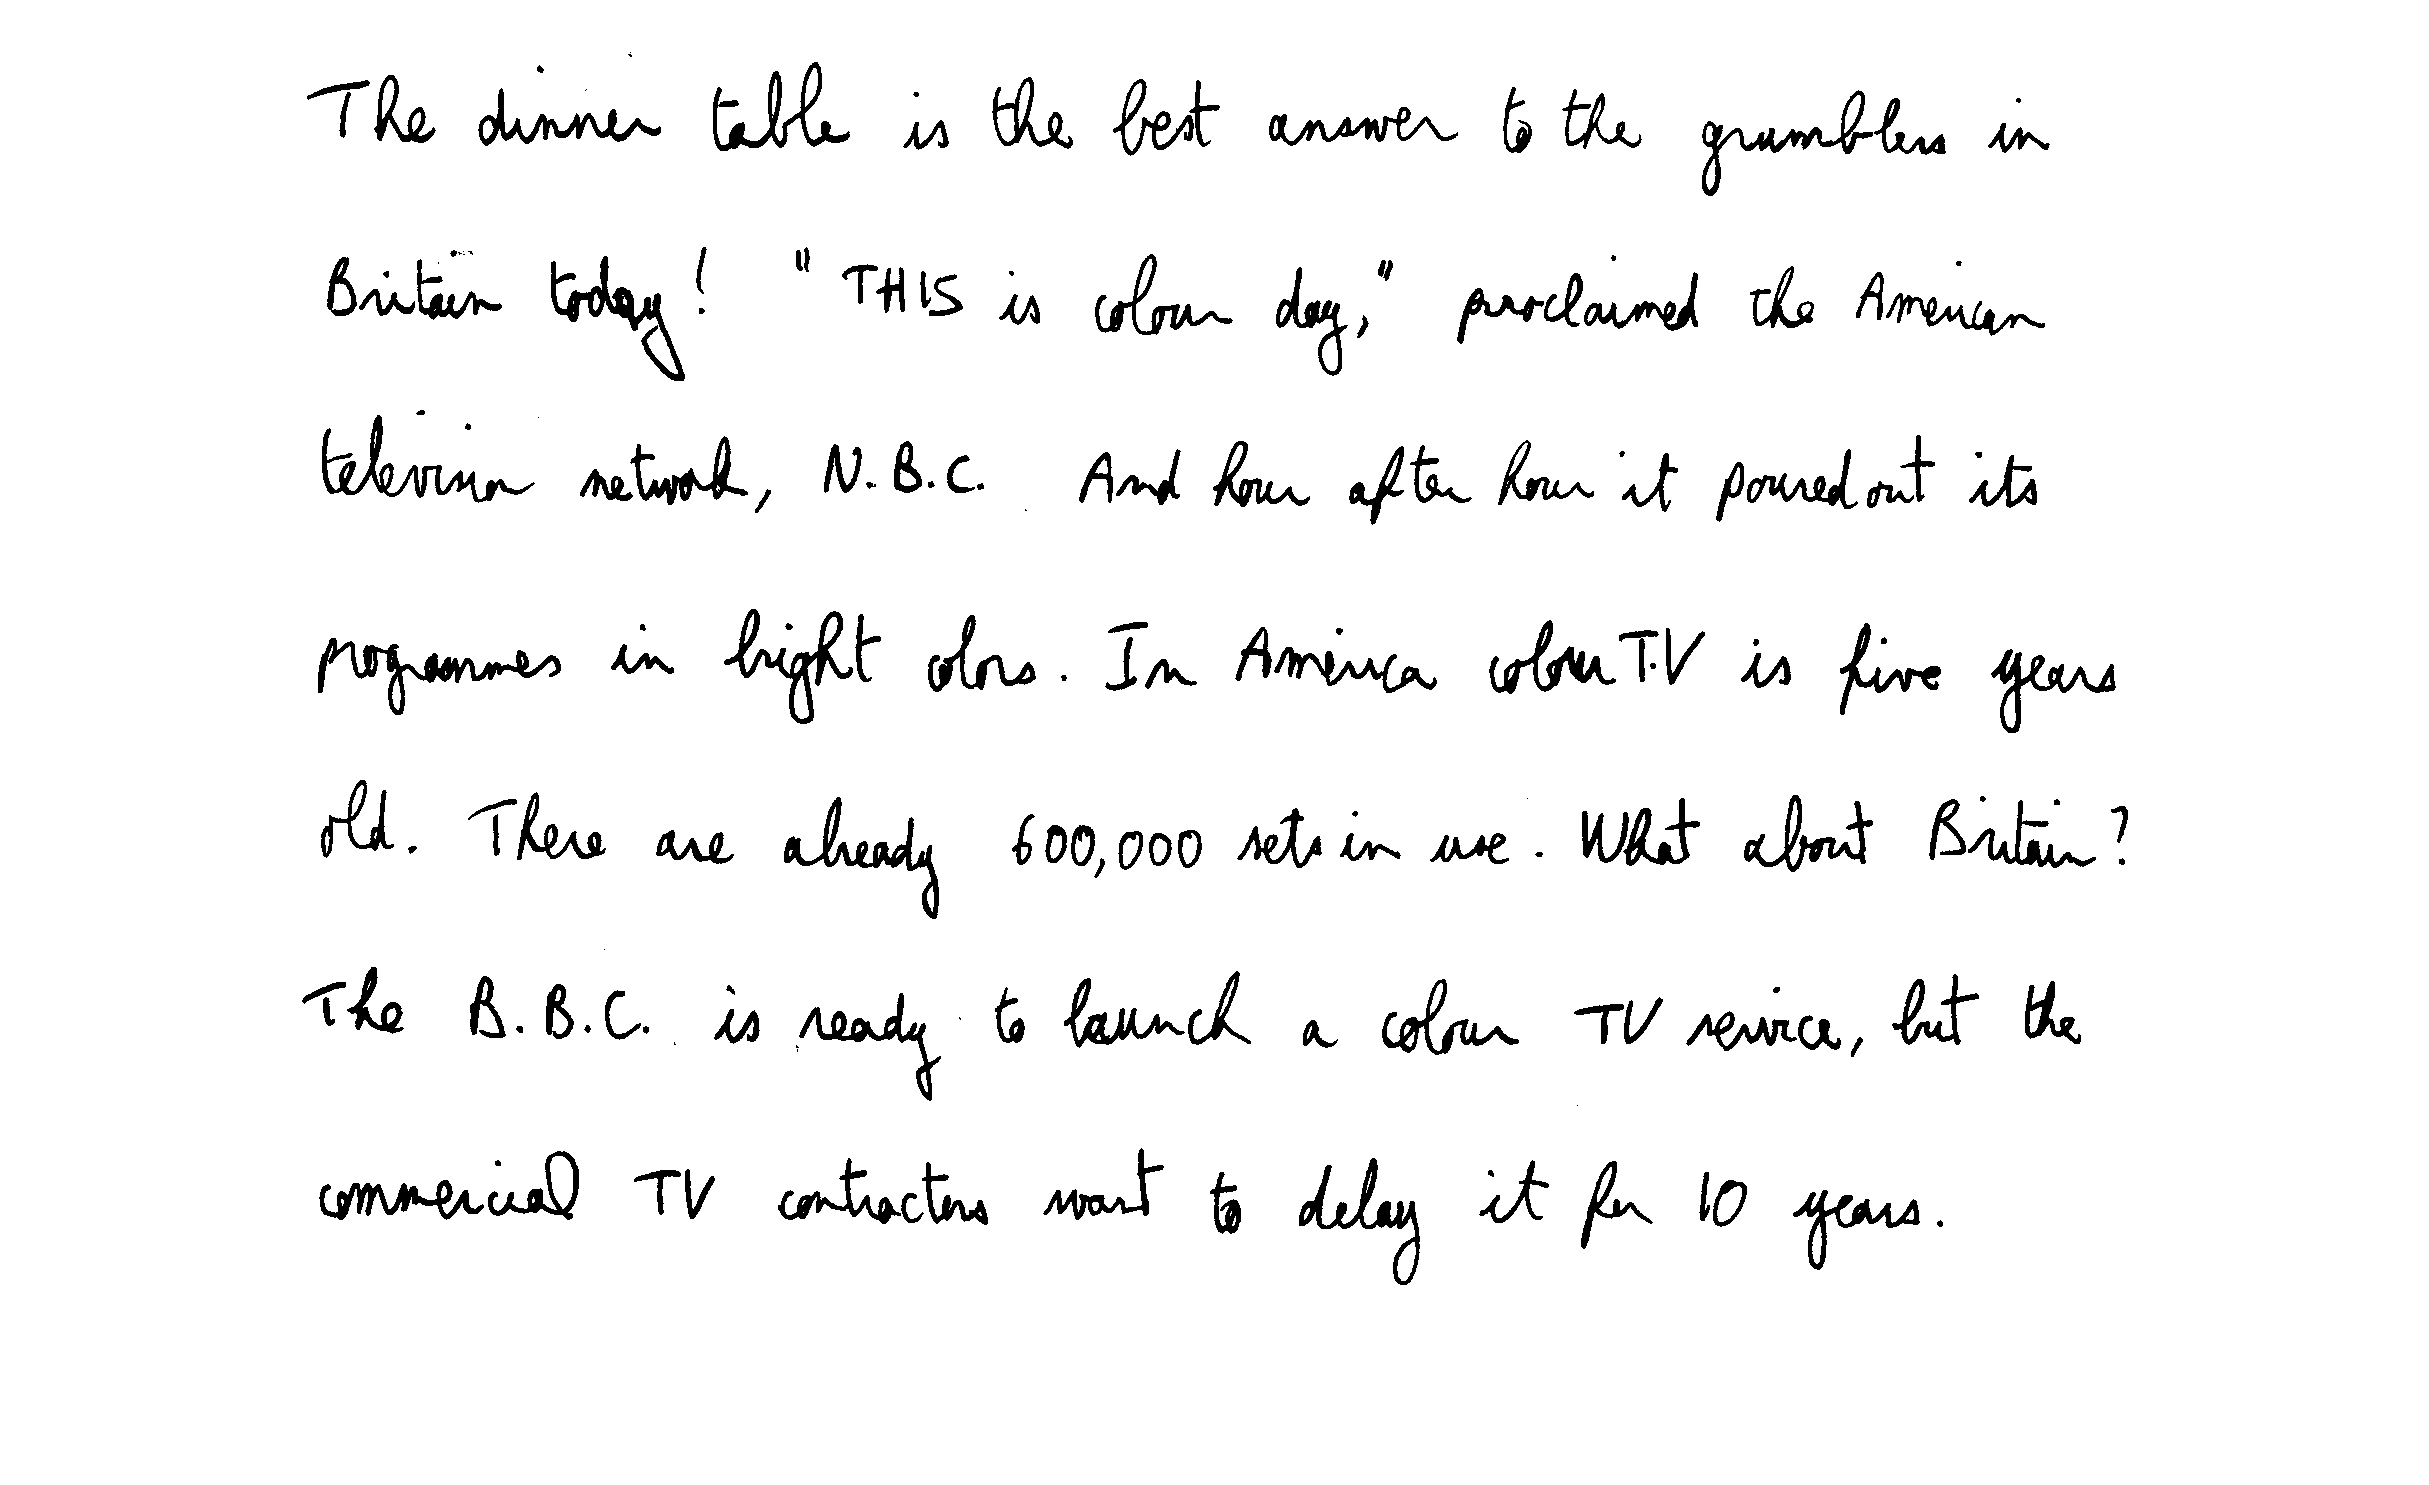 The dinner table is the best answer to the grumblers in
Britain today! "THIS is colour day," proclaimed the American
television network, N.B.C. And hour after hour it poured out its
programmes in bright colors. In America colour T.V is five years
old. There are already 600,000 sets in use. What about Britain?
The B.B.C. is ready to launch a colour TV service, but the
commercial TV contractors want to delay it for 10 years.